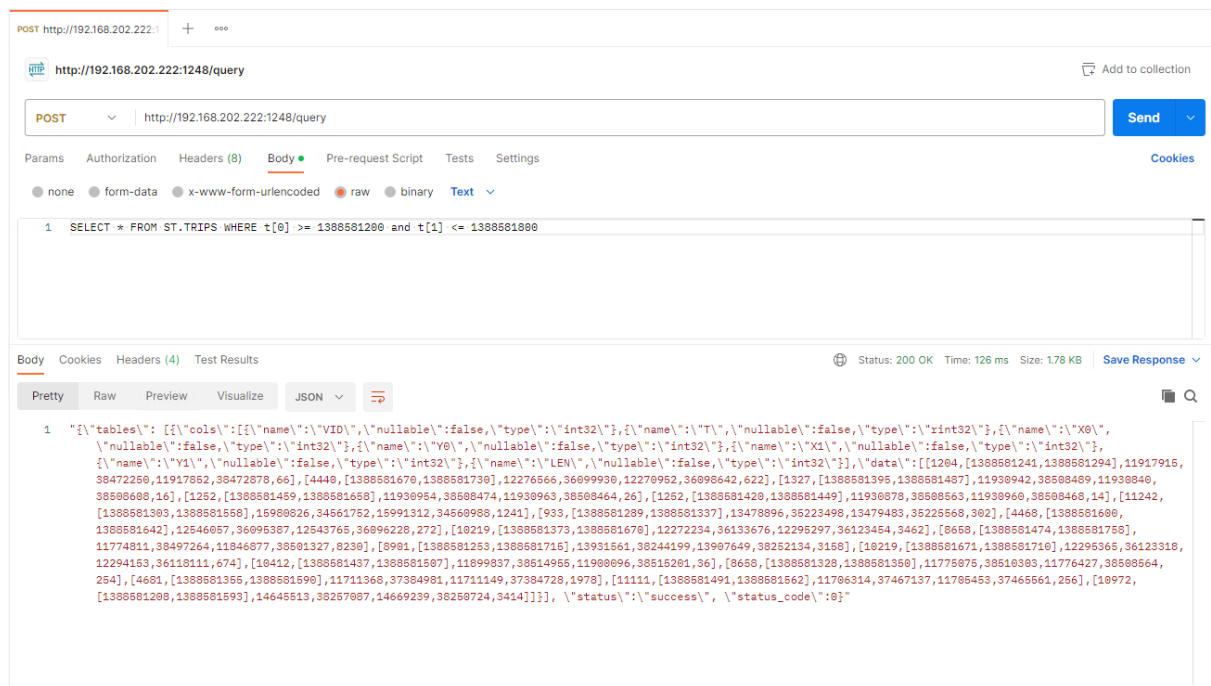 POST http://192.168.202.222:1
http://192.168.202.222:1248/query
Add to collection
POST http://192.168.202.222:1248/query Send
Params Authorization Headers (8) Body Pre-request Script Tests Settings Cookies
none form-data x-www-form-urlencoded raw binary Text
1 SELECT * FROM ST.TRIPS WHERE t[0] >= 1388581200 and t[1] <= 1388581800
Body Cookies Headers (4) Test Results Status: 200 OK Time: 126 ms Size: 1.78 KB Save Response
Pretty Raw Preview Visualize JSON
1 "{\"tables\": [{\"cols\":[{\"name\":\"VID\",\"nullable\":false,\"type\":\"int32\"},{\"name\":\"T\",\"nullable\":false,\"type\":\"rint32\"},{\"name\":\"X0\",
\"nullable\":false,\"type\":\"int32\"},{\"name\":\"Y0\",\"nullable\":false,\"type\":\"int32\"},{\"name\":\"X1\",\"nullable\":false,\"type\":\"int32\"},
{\"name\":\"Y1\",\"nullable\":false,\"type\":\"int32\"},{\"name\":\"LEN\",\"nullable\":false,\"type\":\"int32\"}],\"data\":[[1204,[1388581241,1388581294],11917915,
38472250,11917852,38472878,66],[4440,[1388581670,1388581730],12276566,36099930,12270952,36098642,622],[1327,[1388581395,1388581487],11930942,38508489,11930840,
38508608,16],[1252,[1388581459,1388581658],11930954,38508474,11930963,38508464,26],[1252,[1388581420,1388581449],11930878,38508563,11930960,38508468,14],[11242,
[1388581303,1388581558],15980826,34561752,15991312,34560988,1241],[933,[1388581289,1388581337],13478896,35223498,13479483,35225568,302],[4468,[1388581600,
1388581642],12546057,36095387,12543765,36096228,272],[10219,[1388581373,1388581670],12272234,36133676,12295297,36123454,3462],[8658,[1388581474,1388581758],
11774811,38497264,11846877,38501327,8230],[8901,[1388581253,1388581715],13931561,38244199,13907649,38252134,3158],[10219,[1388581671,1388581710],12295365,36123318,
12294153,36118111,674],[10412,[1388581437,1388581507],11899837,38514955,11900096,38515201,36],[8658,[1388581328,1388581350],11775075,38510303,11776427,38508564,
254],[4681,[1388581355,1388581590],11711368,37384981,11711149,37384728,1978],[11111,[1388581491,1388581562],11706314,37467137,11705453,37465561,256],[10972,
[1388581208,1388581593],14645513,38257087,14669239,38250724,3414]]}], \"status\":\"success\", \"status_code\":0}"